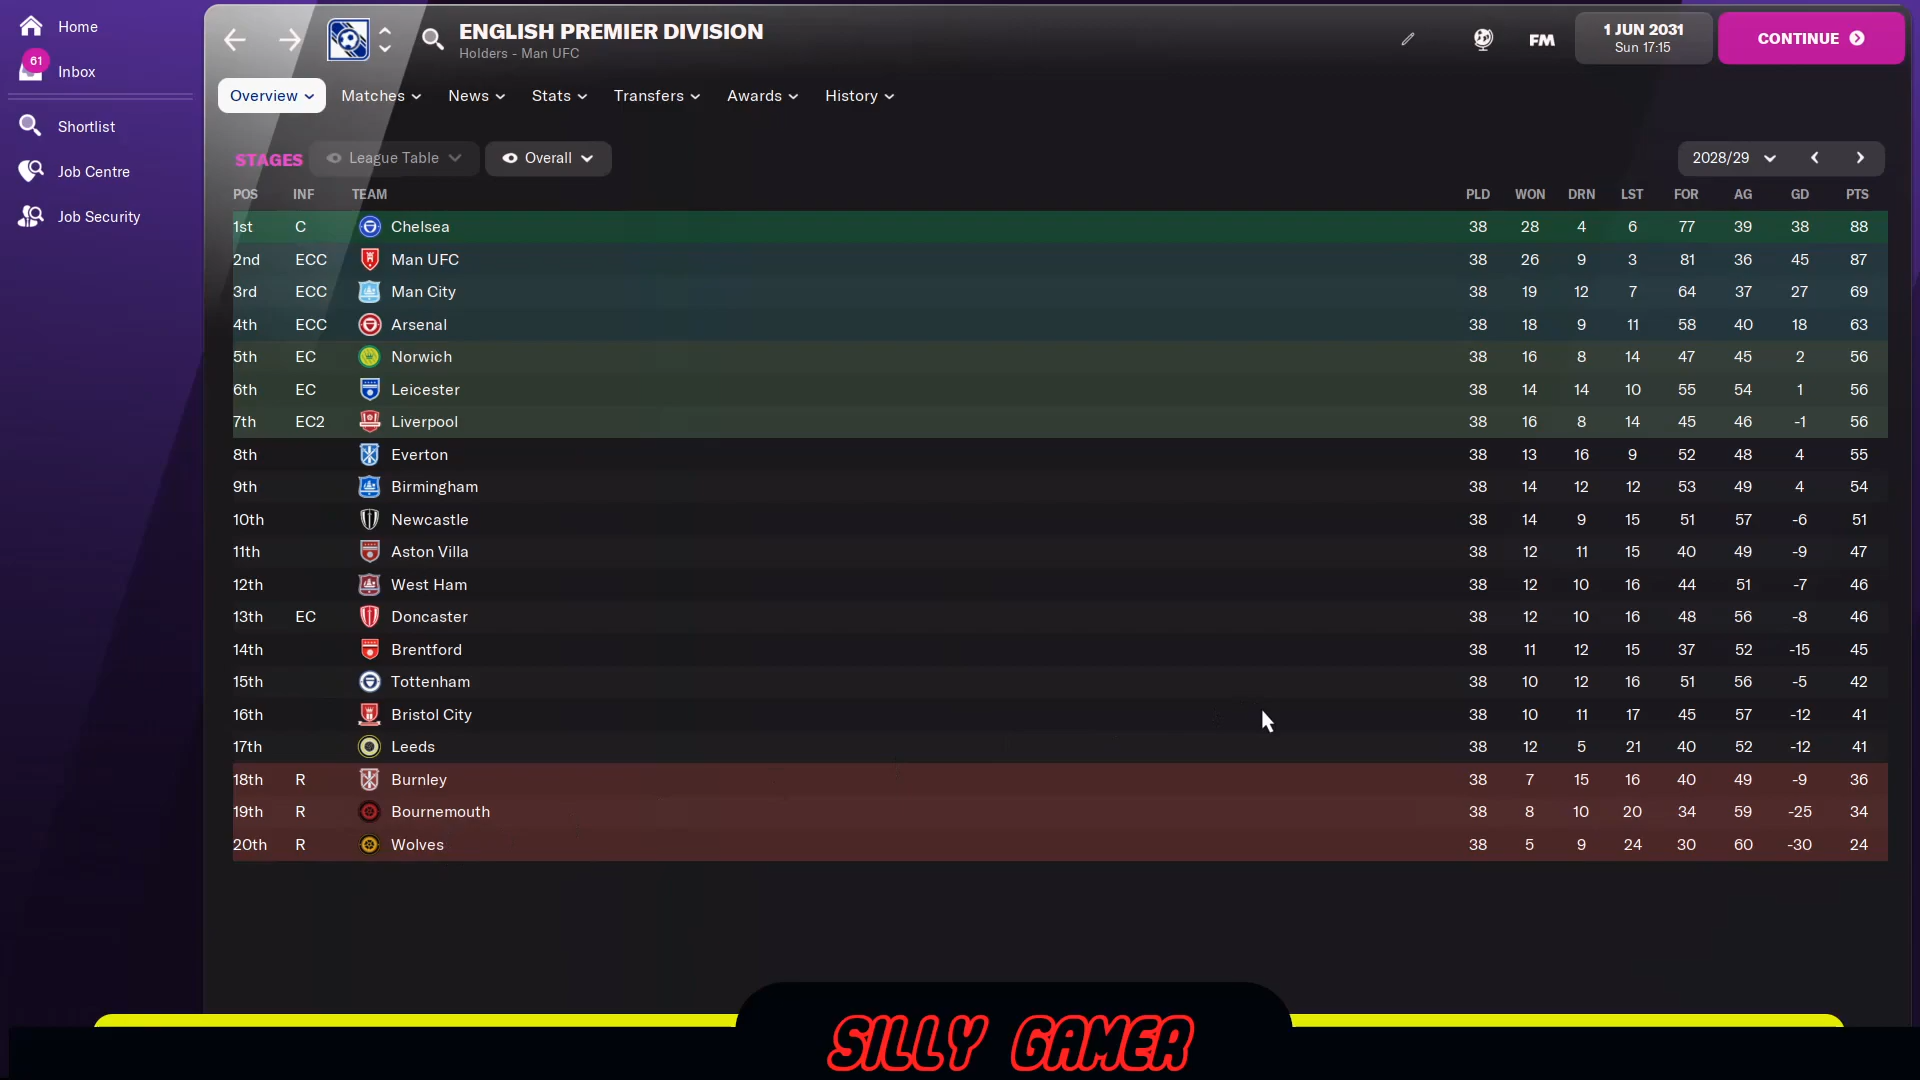 Home
61
Inbox
Shortlist
Job Centre
Job Security
ENGLISH PREMIER DIVISION
Holders - Man UFC
FM
1 JUN 2031
Sun 17:15
CONTINUE
Overview Matches News Stats Transfers Awards History
STAGES League Table Overall 2028/29
POS INF TEAM PLD WON DRN LST FOR AG GD PTS
1st C Chelsea 38 28 4 6 77 39 38 88
2nd ECC Man UFC 38 26 9 3 81 36 45 87
3rd ECC Man City 38 19 12 7 64 37 27 69
4th ECC Arsenal 38 18 9 11 58 40 18 63
5th EC Norwich 38 16 8 14 47 45 2 56
6th EC Leicester 38 14 14 10 55 54 1 56
7th EC2 Liverpool 38 16 8 14 45 46 -1 56
8th Everton 38 13 16 9 52 48 4 55
9th Birmingham 38 14 12 12 53 49 4 54
10th Newcastle 38 14 9 15 51 57 -6 51
11th Aston Villa 38 12 11 15 40 49 -9 47
12th West Ham 38 12 10 16 44 51 -7 46
13th EC Doncaster 38 12 10 16 48 56 -8 46
14th Brentford 38 11 12 15 37 52 -15 45
15th Tottenham 38 10 12 16 51 56 -5 42
16th Bristol City 38 10 11 17 45 57 -12 41
17th Leeds 38 12 5 21 40 52 -12 41
18th R Burnley 38 7 15 16 40 49 -9 36
19th R Bournemouth 38 8 10 20 34 59 -25 34
20th R Wolves 38 5 9 24 30 60 -30 24
SILLY GAMER